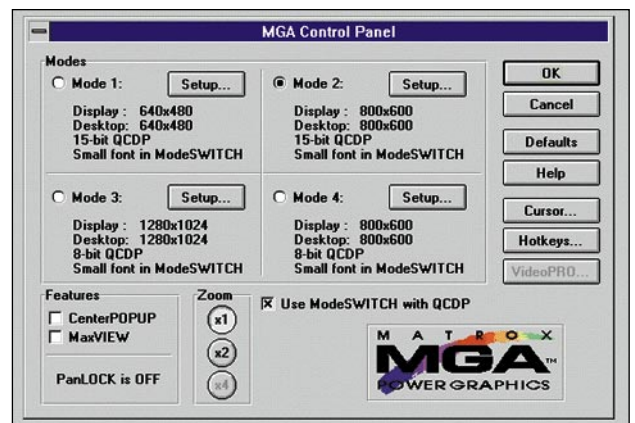 MGA Control Panel
Modes
Mode 1: Setup...
Display : 640x480
Desktop: 640x480
15-bit QCDP
Small font in ModeSWITCH
Mode 2: Setup...
Display : 800x600
Desktop: 800x600
15-bit QCDP
Small font in ModeSWITCH
Mode 3: Setup...
Display : 1280x1024
Desktop: 1280x1024
8-bit QCDP
Small font in ModeSWITCH
Mode 4: Setup...
Display : 800x600
Desktop: 800x600
8-bit QCDP
Small font in ModeSWITCH
OK
Cancel
Defaults
Help
Cursor...
Hotkeys...
VideoPRO...
Features
CenterPOPUP
MaxVIEW
PanLOCK is OFF
Zoom
x1
x2
x4
Use ModeSWITCH with QCDP
MATROX
MGA™
POWER GRAPHICS